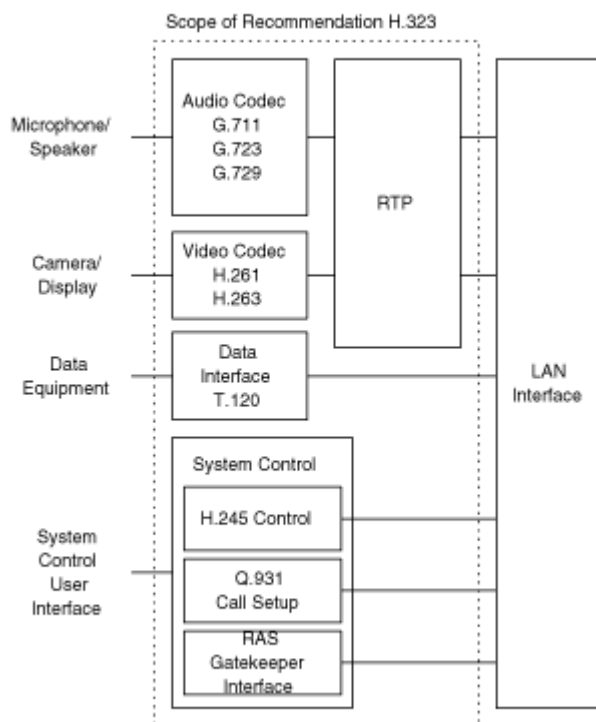 Scope of Recommendation H.323
Microphone/
Speaker
Audio Codec
G.711
G.723
G.729
RTP
Camera/
Display
Video Codec
H.261
H.263
Data
Equipment
Data
Interface
T.120
LAN
Interface
System
Control
User
Interface
System Control
H.245 Control
Q.931
Call Setup
RAS
Gatekeeper
Interface